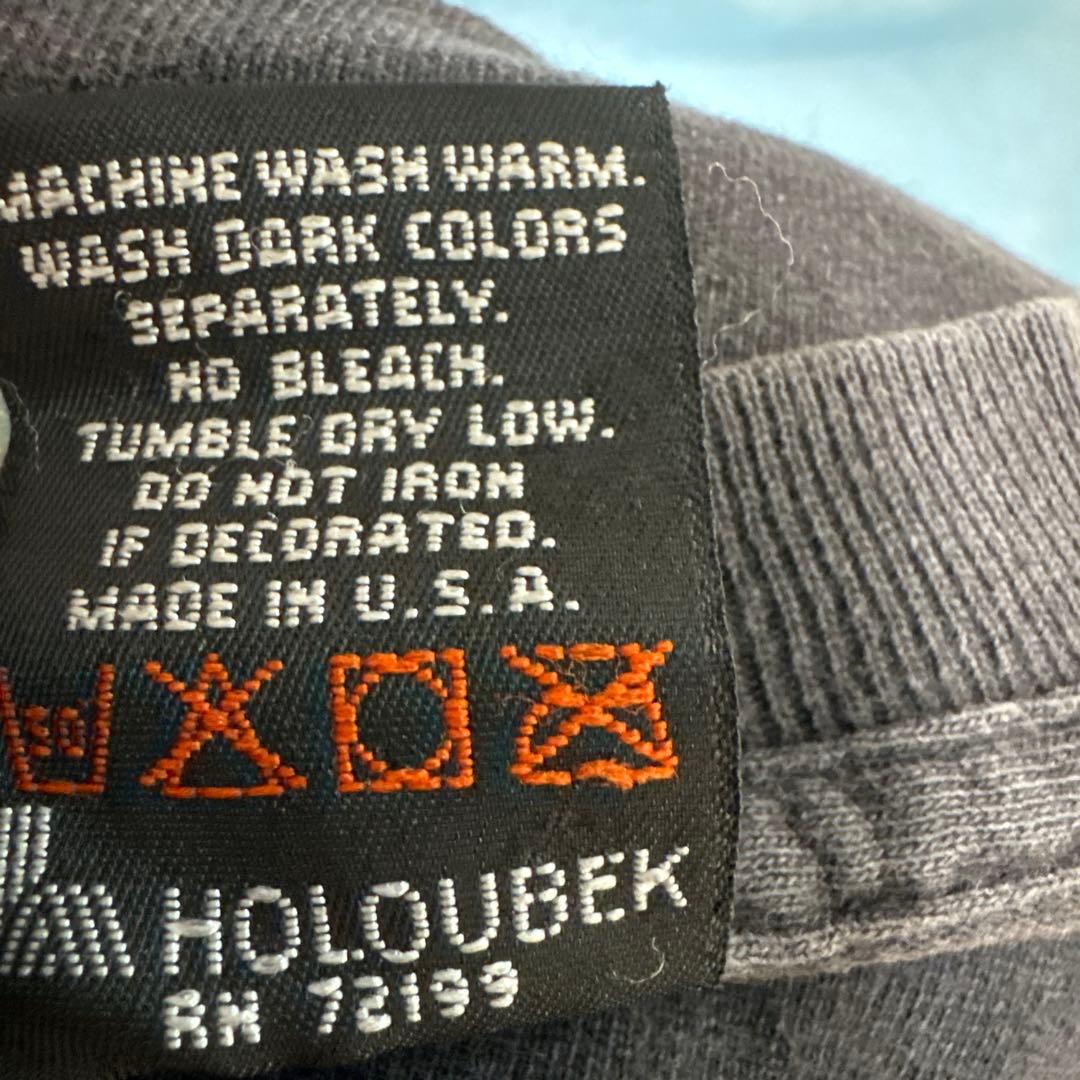 MACHINE WASH WARM.
WASH DARK COLORS
SEPARATELY.
NO BLEACH.
TUMBLE DRY LOW.
DO NOT IRON
IF DECORATED.
MADE IN U.S.A.
50
HOLOUBEK
RN 72199